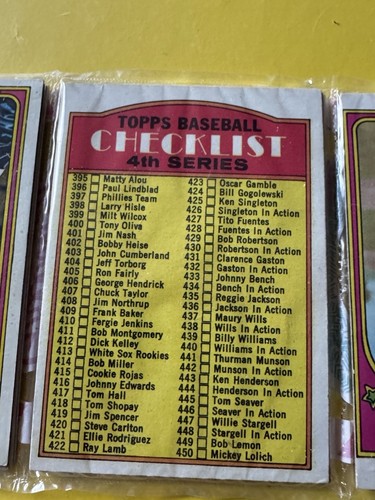 TOPPS BASEBALL
CHECKLIST
4th SERIES
395 Matty Alou
396 Paul Lindblad
397 Phillies Team
398 Larry Hisle
399 Milt Wilcox
400 Tony Oliva
401 Jim Nash
402 Bobby Heise
403 John Cumberland
404 Jeff Torborg
405 Ron Fairly
406 George Hendrick
407 Chuck Taylor
408 Jim Northrup
409 Frank Baker
410 Fergie Jenkins
411 Bob Montgomery
412 Dick Kelley
413 White Sox Rookies
414 Bob Miller
415 Cookie Rojas
416 Johnny Edwards
417 Tom Hall
418 Tom Shopay
419 Jim Spencer
420 Steve Carlton
421 Ellie Rodriguez
422 Ray Lamb
423 Oscar Gamble
424 Bill Gogolewski
425 Ken Singleton
426 Singleton In Action
427 Tito Fuentes
428 Fuentes In Action
429 Bob Robertson
430 Robertson In Action
431 Clarence Gaston
432 Gaston In Action
433 Johnny Bench
434 Bench In Action
435 Reggie Jackson
436 Jackson In Action
437 Maury Wills
438 Wills In Action
439 Billy Williams
440 Williams In Action
441 Thurman Munson
442 Munson In Action
443 Ken Henderson
444 Henderson In Action
445 Tom Seaver
446 Seaver In Action
447 Willie Stargell
448 Stargell In Action
449 Bob Lemon
450 Mickey Lolich